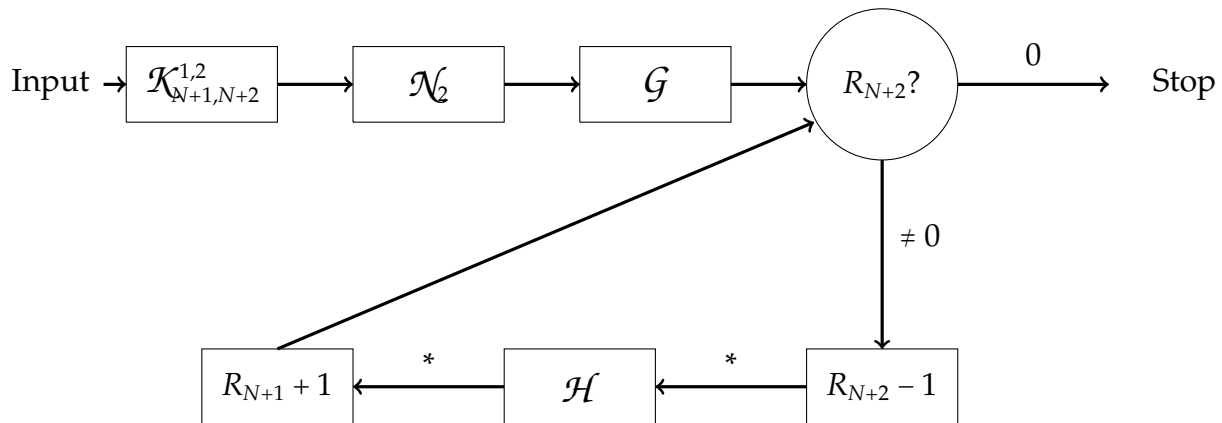 0
Input 𝒦^{1,2}_{N+1,N+2} 𝒩_2 𝒢 R_{N+2}? Stop
≠ 0
* *
R_{N+1} + 1 ℋ R_{N+2} − 1